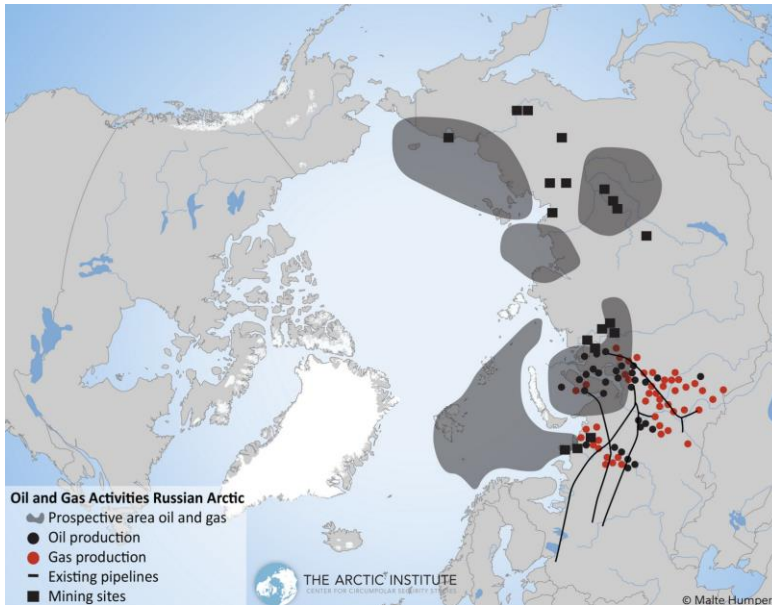 Oil and Gas Activities Russian Arctic
Prospective area oil and gas
Oil production
Gas production
Existing pipelines
Mining sites
THE ARCTIC INSTITUTE
CENTER FOR CIRCUMPOLAR SECURITY STUDIES
© Malte Humpert